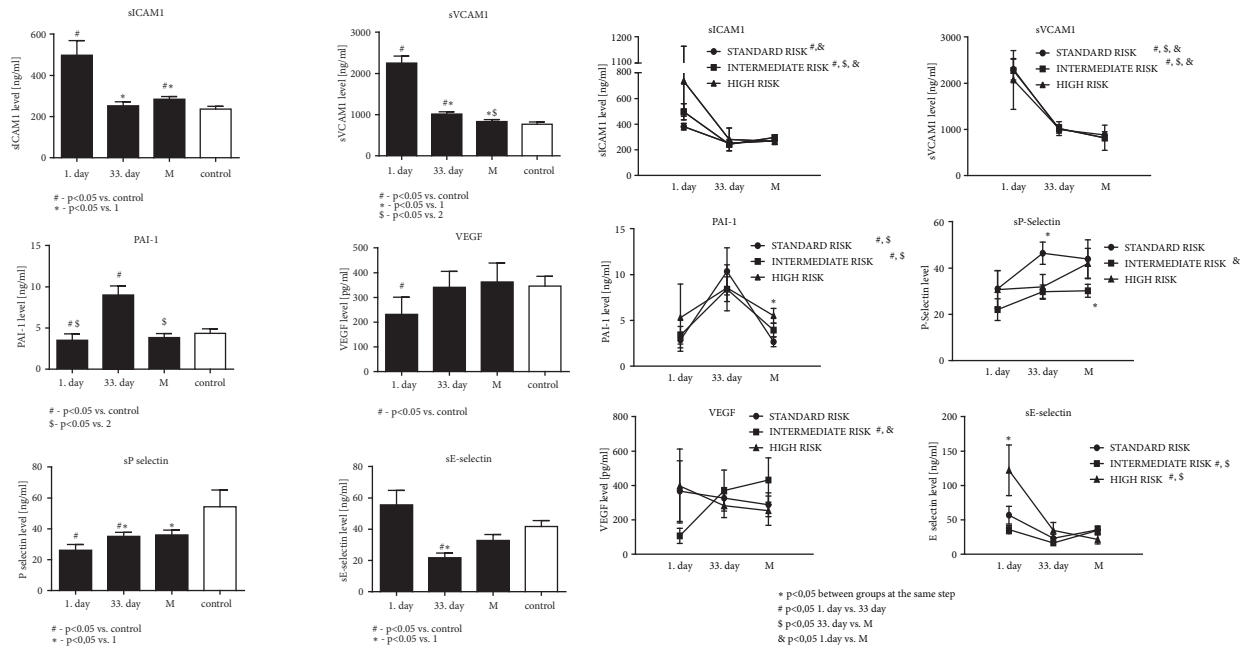 sICAM1
sICAM1 level [ng/ml]
600
400
200
0
#
*
#*
1. day 33. day M control
# - p<0.05 vs. control
* - p<0.05 vs. 1
sVCAM1
sVCAM1 level [ng/ml]
3000
2000
1000
0
#
#*
*$
1. day 33. day M control
# - p<0.05 vs. control
* - p<0.05 vs. 1
$ - p<0.05 vs. 2
PAI-1
PAI-1 level [ng/ml]
15
10
5
0
#$
#
$
1. day 33. day M control
# - p<0.05 vs. control
$- p<0.05 vs. 2
VEGF
VEGF level [pg/ml]
500
400
300
200
100
0
#
1. day 33. day M control
# - p<0.05 vs. control
sP selectin
P selectin level [ng/ml]
80
60
40
20
0
#
#*
*
1. day 33. day M control
# - p<0.05 vs. control
* - p<0,05 vs. 1
sE-selectin
sE-selectin level [ng/ml]
80
60
40
20
0
#*
1. day 33. day M control
# - p<0.05 vs. control
* - p<0.05 vs. 1
sICAM1
sICAM1 level [ng/ml]
1200
1100
800
600
400
200
0
STANDARD RISK #,&
INTERMEDIATE RISK #, $, &
HIGH RISK
1. day 33. day M
sVCAM1
sVCAM1 level [ng/ml]
3000
2000
1000
0
STANDARD RISK #, $, &
INTERMEDIATE RISK #, $, &
HIGH RISK
1. day 33. day M
PAI-1
PAI-1 level [ng/ml]
15
10
5
0
STANDARD RISK #, $
INTERMEDIATE RISK #, $
HIGH RISK
*
1. day 33. day M
sP-Selectin
P-Selectin level
60
40
20
0
*
STANDARD RISK
INTERMEDIATE RISK &
HIGH RISK
*
1. day 33. day M
VEGF
VEGF level [pg/ml]
800
600
400
200
0
STANDARD RISK
INTERMEDIATE RISK #, &
HIGH RISK
1. day 33. day M
sE-selectin
E selectin level [ng/ml]
200
150
100
50
0
*
STANDARD RISK
INTERMEDIATE RISK #, $
HIGH RISK #, $
1. day 33. day M
* p<0,05 between groups at the same step
# p<0,05 1. day vs. 33 day
$ p<0,05 33. day vs. M
& p<0,05 1.day vs. M